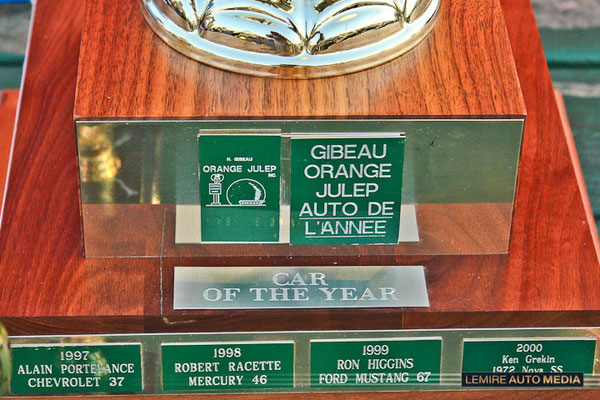 H. GIBEAU
ORANGE JULEP
INC.
GIBEAU
ORANGE
JULEP
AUTO DE
L'ANNÉE
CAR
OF THE YEAR
1997
ALAIN PORTELANCE
CHEVROLET 37
1998
ROBERT RACETTE
MERCURY 46
1999
RON HIGGINS
FORD MUSTANG 67
2000
Ken Grekin
1972 Nova SS
LEMIRE AUTO MEDIA